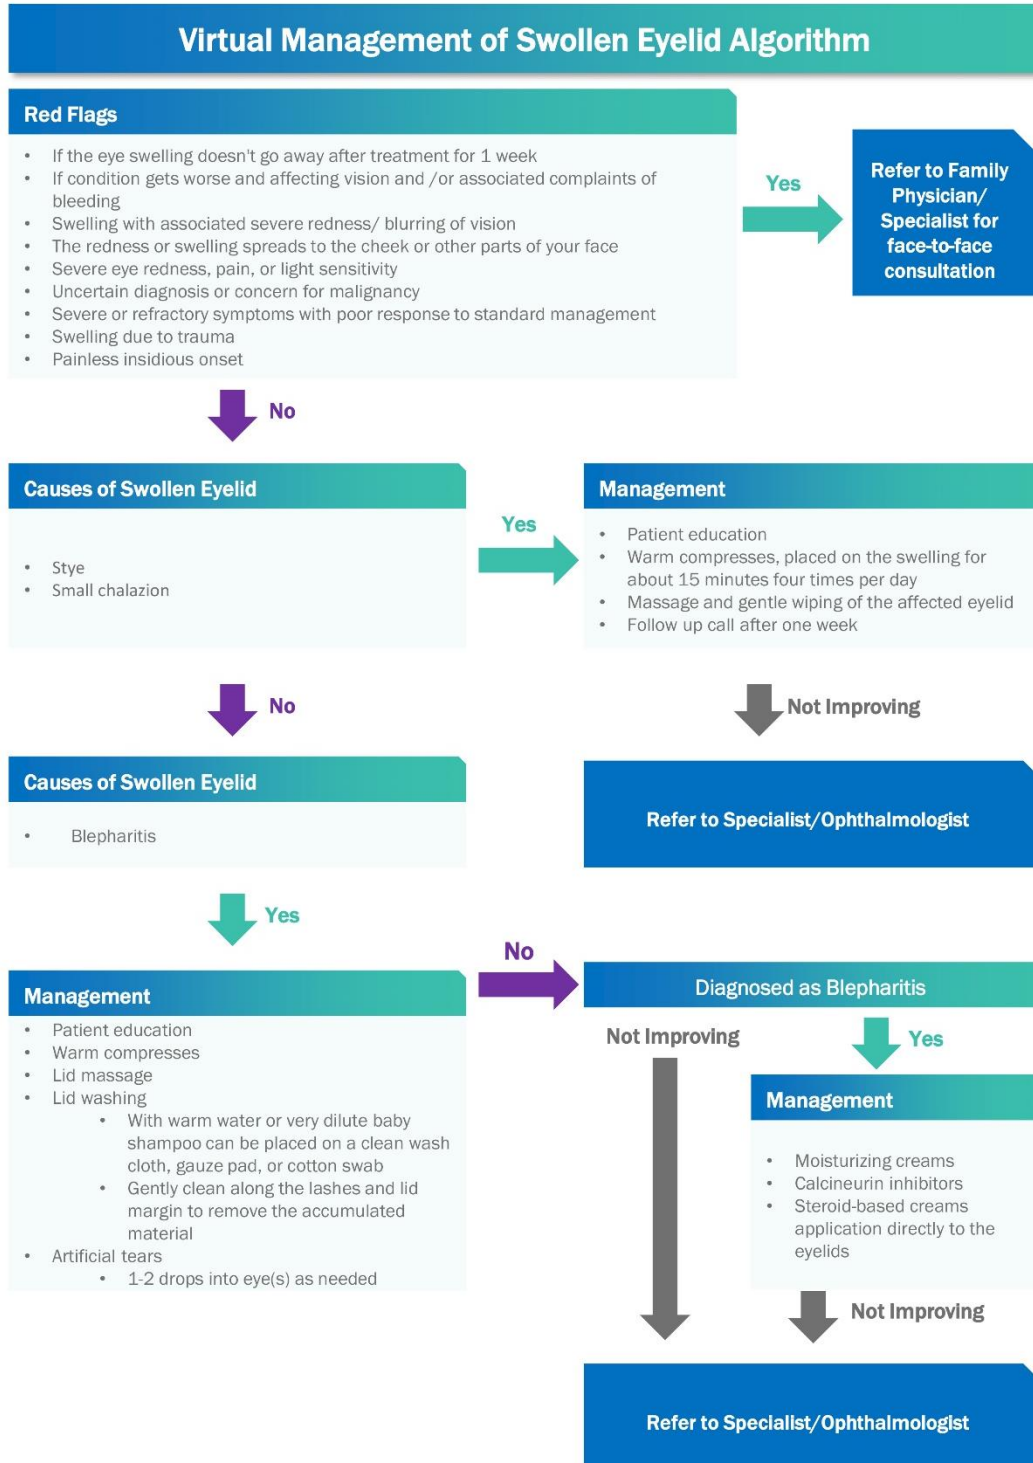 Virtual Management of Swollen Eyelid Algorithm
Red Flags
• If the eye swelling doesn't go away after treatment for 1 week
• If condition gets worse and affecting vision and /or associated complaints of
bleeding
• Swelling with associated severe redness/ blurring of vision
• The redness or swelling spreads to the cheek or other parts of your face
• Severe eye redness, pain, or light sensitivity
• Uncertain diagnosis or concern for malignancy
• Severe or refractory symptoms with poor response to standard management
• Swelling due to trauma
• Painless insidious onset
Yes
Refer to Family
Physician/
Specialist for
face-to-face
consultation
No
Causes of Swollen Eyelid
• Stye
• Small chalazion
Yes
Management
• Patient education
• Warm compresses, placed on the swelling for
about 15 minutes four times per day
• Massage and gentle wiping of the affected eyelid
• Follow up call after one week
No
Not Improving
Causes of Swollen Eyelid
• Blepharitis
Refer to Specialist/Ophthalmologist
Yes
Management
• Patient education
• Warm compresses
• Lid massage
• Lid washing
• With warm water or very dilute baby
shampoo can be placed on a clean wash
cloth, gauze pad, or cotton swab
• Gently clean along the lashes and lid
margin to remove the accumulated
material
• Artificial tears
• 1-2 drops into eye(s) as needed
No
Diagnosed as Blepharitis
Not Improving
Yes
Management
• Moisturizing creams
• Calcineurin inhibitors
• Steroid-based creams
application directly to the
eyelids
Not Improving
Refer to Specialist/Ophthalmologist